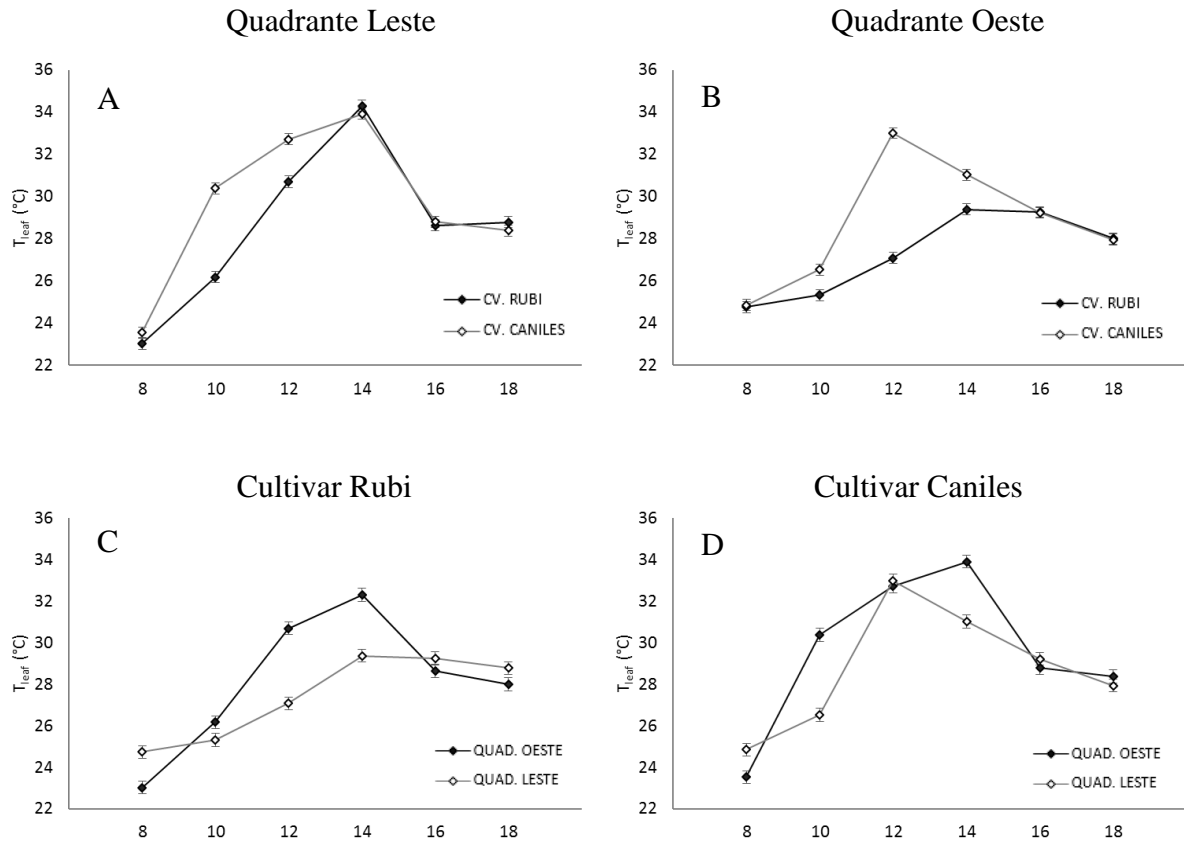 Quadrante Leste
A
T leaf (°C)
36
34
32
30
28
26
24
22
8 10 12 14 16 18
CV. RUBI
CV. CANILES
Quadrante Oeste
B
T leaf (°C)
36
34
32
30
28
26
24
22
8 10 12 14 16 18
CV. RUBI
CV. CANILES
Cultivar Rubi
C
T leaf (°C)
36
34
32
30
28
26
24
22
8 10 12 14 16 18
QUAD. OESTE
QUAD. LESTE
Cultivar Caniles
D
T leaf (°C)
36
34
32
30
28
26
24
22
8 10 12 14 16 18
QUAD. OESTE
QUAD. LESTE